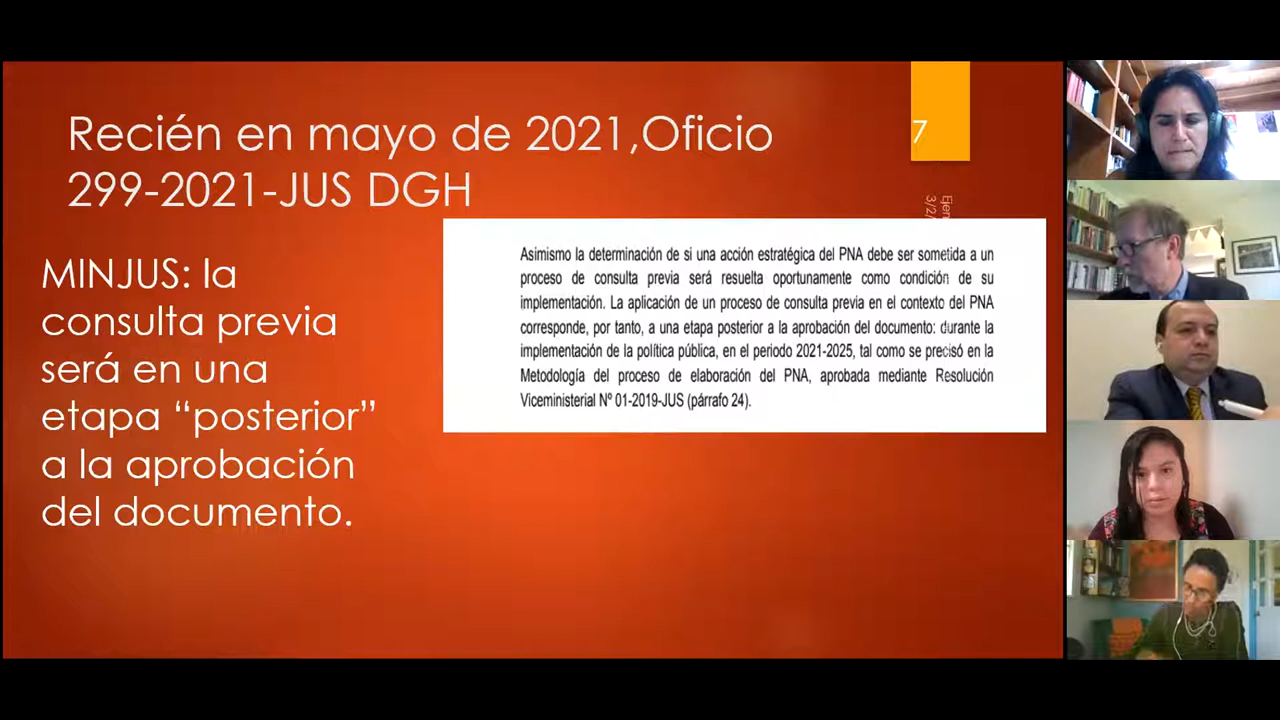 Recién en mayo de 2021,Oficio
299-2021-JUS DGH
7
3/2/
Ejem
MINJUS: la
consulta previa
será en una
etapa “posterior”
a la aprobación
del documento.
Asimismo la determinación de si una acción estratégica del PNA debe ser sometida a un
proceso de consulta previa será resuelta oportunamente como condición de su
implementación. La aplicación de un proceso de consulta previa en el contexto del PNA
corresponde, por tanto, a una etapa posterior a la aprobación del documento: durante la
implementación de la política pública, en el periodo 2021-2025, tal como se precisó en la
Metodología del proceso de elaboración del PNA, aprobada mediante Resolución
Viceministerial Nº 01-2019-JUS (párrafo 24).